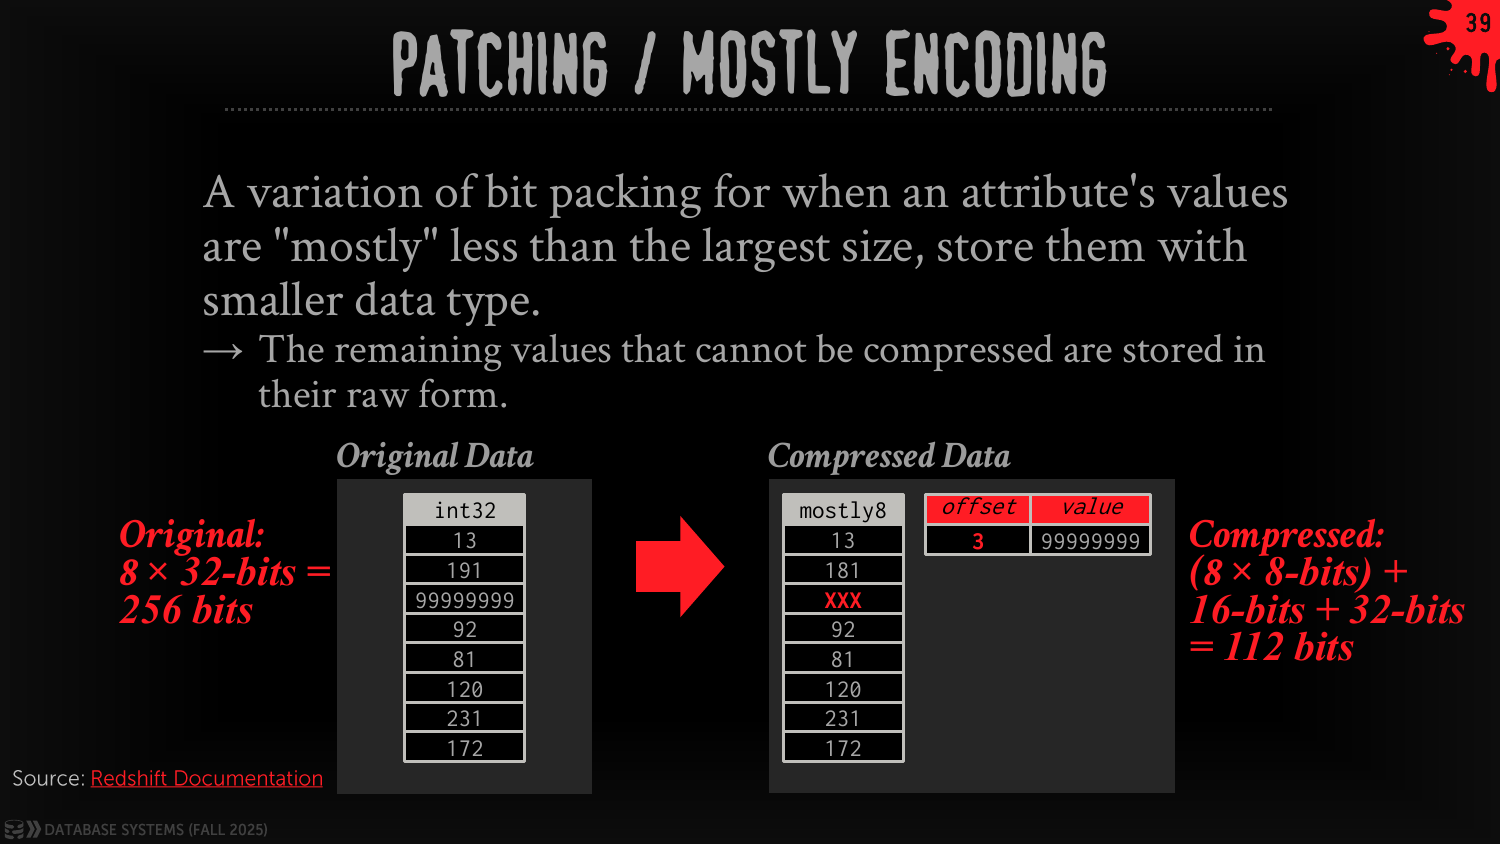 39
PATCHING / MOSTLY ENCODING
A variation of bit packing for when an attribute's values
are "mostly" less than the largest size, store them with
smaller data type.
→ The remaining values that cannot be compressed are stored in
their raw form.
Original Data
Original:
8 × 32-bits =
256 bits
int32
13
191
99999999
92
81
120
231
172
Compressed Data
mostly8
13
181
XXX
92
81
120
231
172
offset value
3 99999999
Compressed:
(8 × 8-bits) +
16-bits + 32-bits
= 112 bits
Source: Redshift Documentation
DATABASE SYSTEMS (FALL 2025)